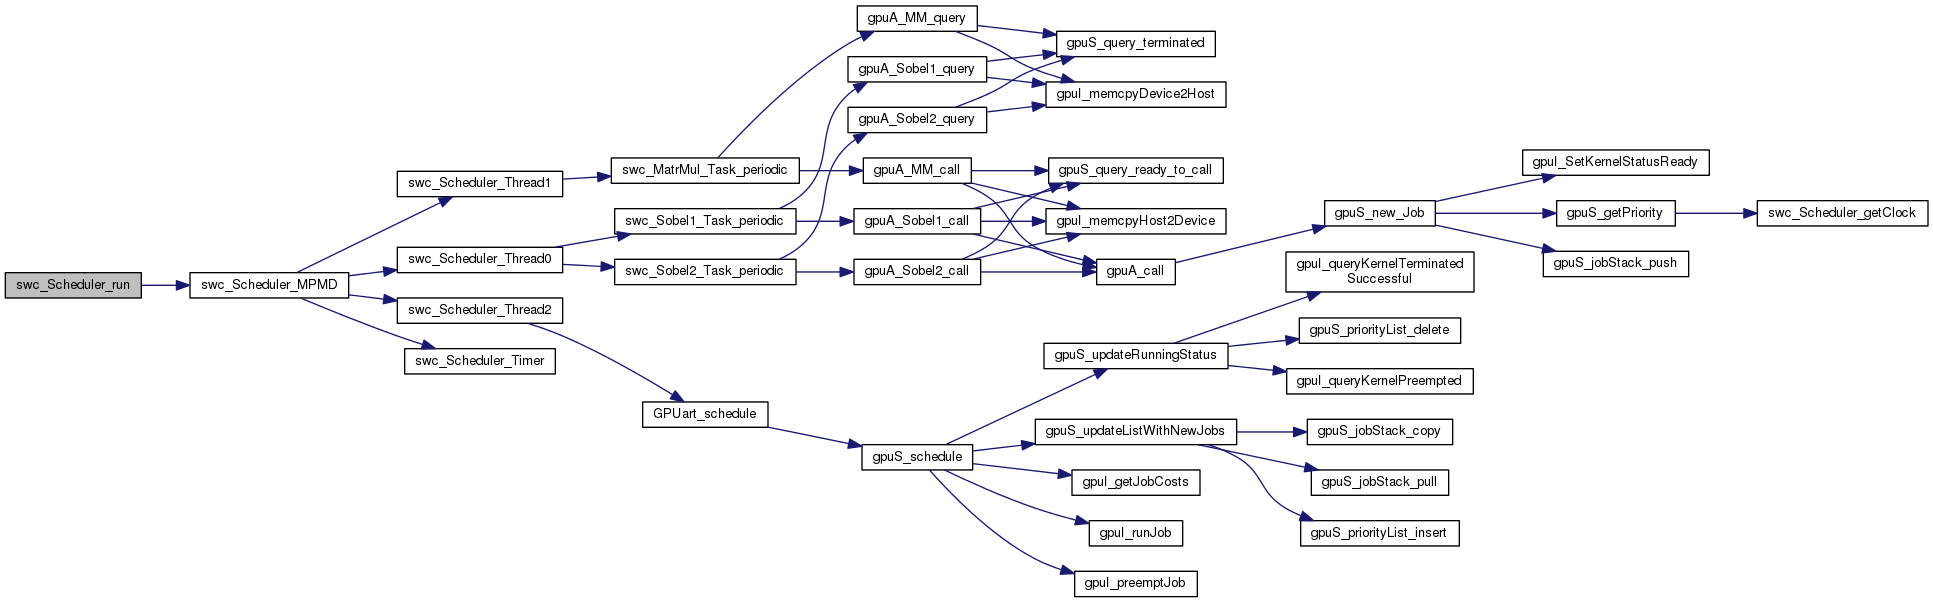 swc_Scheduler_run
swc_Scheduler_MPMD
swc_Scheduler_Thread1
swc_Scheduler_Thread0
swc_Scheduler_Thread2
swc_Scheduler_Timer
swc_MatrMul_Task_periodic
swc_Sobel1_Task_periodic
swc_Sobel2_Task_periodic
GPUart_schedule
gpuA_MM_query
gpuA_Sobel1_query
gpuA_Sobel2_query
gpuA_MM_call
gpuA_Sobel1_call
gpuA_Sobel2_call
gpuS_schedule
gpuS_query_terminated
gpuI_memcpyDevice2Host
gpuS_query_ready_to_call
gpuI_memcpyHost2Device
gpuA_call
gpuS_updateRunningStatus
gpuS_updateListWithNewJobs
gpuI_getJobCosts
gpuI_runJob
gpuI_preemptJob
gpuS_new_Job
gpuI_queryKernelTerminated
Successful
gpuS_priorityList_delete
gpuI_queryKernelPreempted
gpuS_jobStack_copy
gpuS_jobStack_pull
gpuS_priorityList_insert
gpuI_SetKernelStatusReady
gpuS_getPriority
gpuS_jobStack_push
swc_Scheduler_getClock